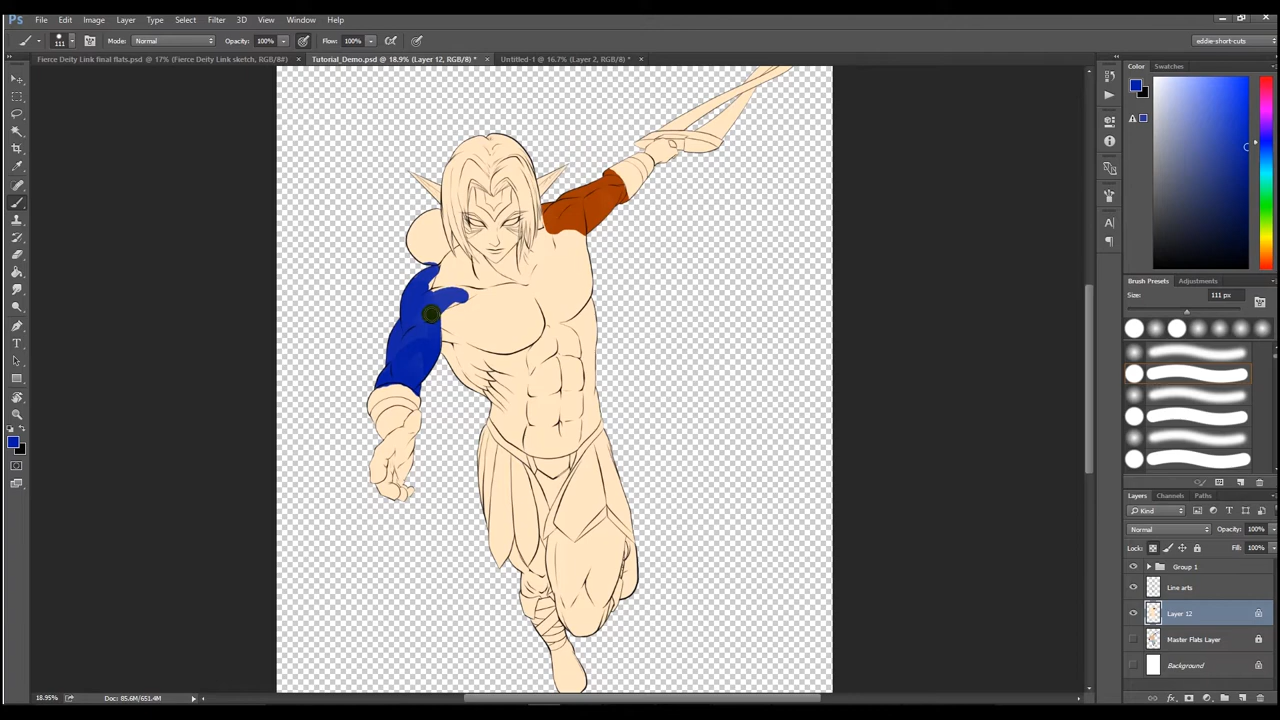 Ps File Edit Image Layer Type Select Filter 3D View Window Help
111 Mode: Normal Opacity: 100% Flow: 100% eddie-short-cuts
Fierce Deity Link final flats.psd @ 17% (Fierce Deity Link sketch, RGB/8#) × Tutorial_Demo.psd @ 18.9% (Layer 12, RGB/8) * × Untitled-1 @ 16.7% (Layer 2, RGB/8) * ×
Color Swatches
Brush Presets Adjustments
Size: 111 px
Layers Channels Paths
Kind
Normal Opacity: 100%
Lock: Fill: 100%
Group 1
Line arts
Layer 12
Master Flats Layer
Background
18.95% Doc: 85.6M/651.4M